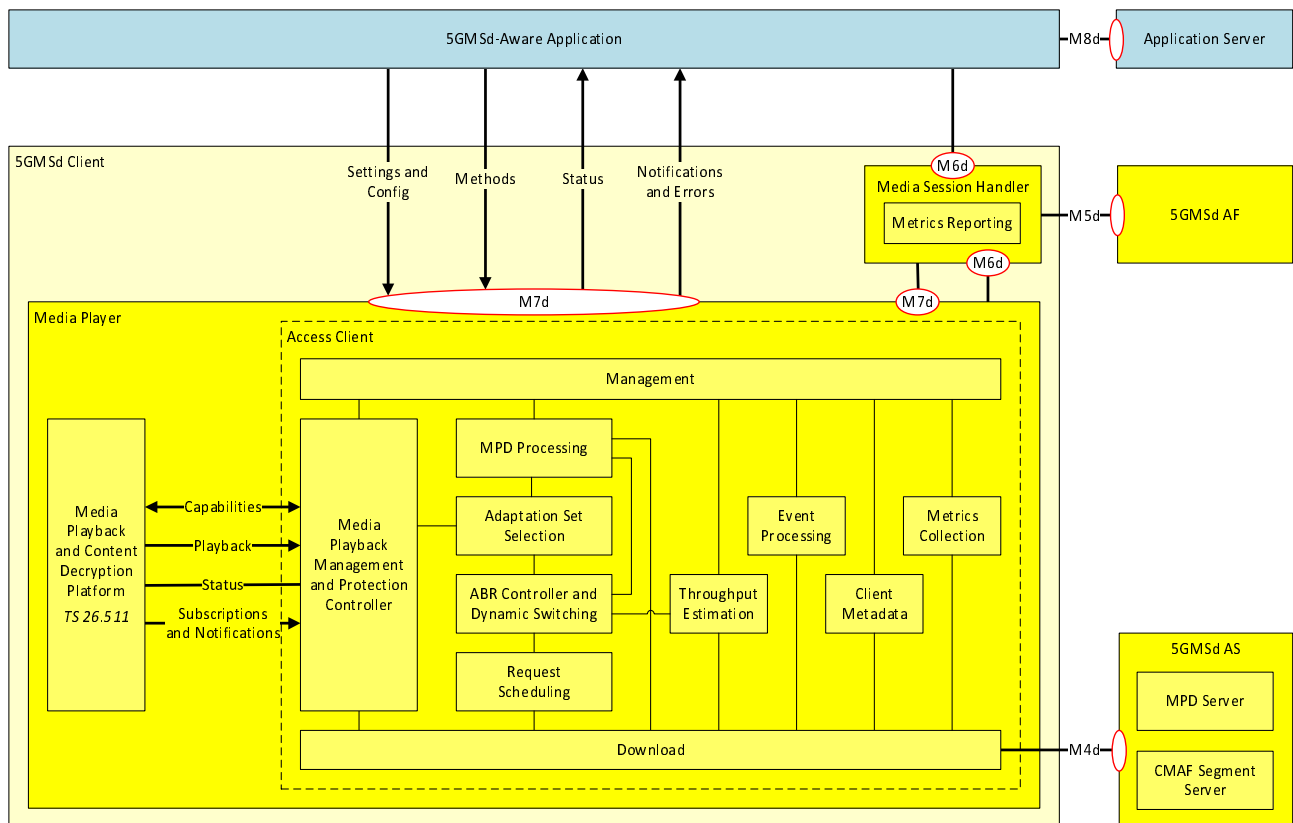 5GMSd-Aware Application
M8d
Application Server
5GMSd Client
Settings and
Config
Methods
Status
Notifications
and Errors
M6d
Media Session Handler
Metrics Reporting
M5d
5GMSd AF
M6d
M7d
M7d
Media Player
Access Client
Management
Media
Playback
and Content
Decryption
Platform
TS 26.511
Capabilities
Playback
Status
Subscriptions
and Notifications
Media
Playback
Management
and Protection
Controller
MPD Processing
Adaptation Set
Selection
ABR Controller and
Dynamic Switching
Request
Scheduling
Throughput
Estimation
Event
Processing
Client
Metadata
Metrics
Collection
Download
M4d
5GMSd AS
MPD Server
CMAF Segment
Server